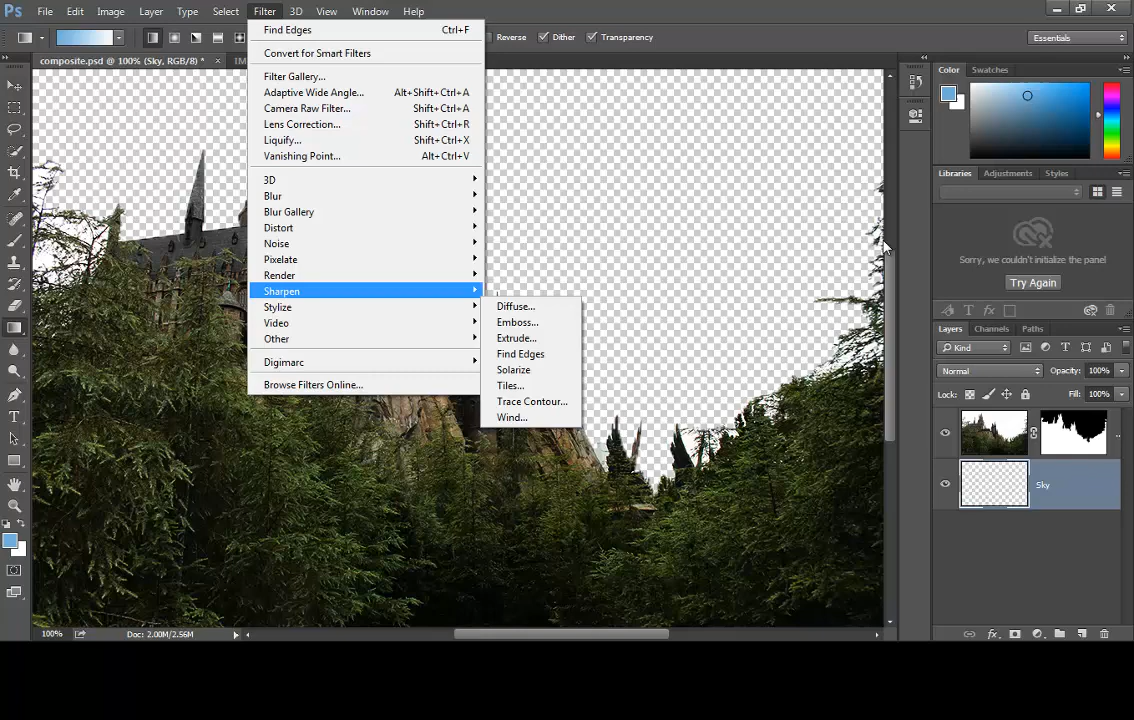 Ps File Edit Image Layer Type Select Filter 3D View Window Help
Reverse Dither Transparency Essentials
composite.psd @ 100% (Sky, RGB/8) * × IM
Find Edges Ctrl+F
Convert for Smart Filters
Filter Gallery...
Adaptive Wide Angle... Alt+Shift+Ctrl+A
Camera Raw Filter... Shift+Ctrl+A
Lens Correction... Shift+Ctrl+R
Liquify... Shift+Ctrl+X
Vanishing Point... Alt+Ctrl+V
3D
Blur
Blur Gallery
Distort
Noise
Pixelate
Render
Sharpen
Stylize
Video
Other
Digimarc
Browse Filters Online...
Diffuse...
Emboss...
Extrude...
Find Edges
Solarize
Tiles...
Trace Contour...
Wind...
Color Swatches
Libraries Adjustments Styles
Sorry, we couldn't initialize the panel
Try Again
Layers Channels Paths
Kind
Normal Opacity: 100%
Lock: Fill: 100%
Sky
100% Doc: 2.00M/2.56M